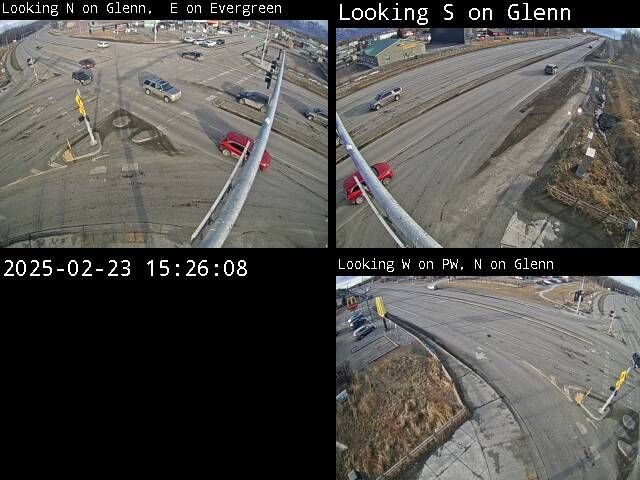 Looking N on Glenn,  E on Evergreen
Looking S on Glenn
2025-02-23 15:26:08
Looking W on PW, N on Glenn